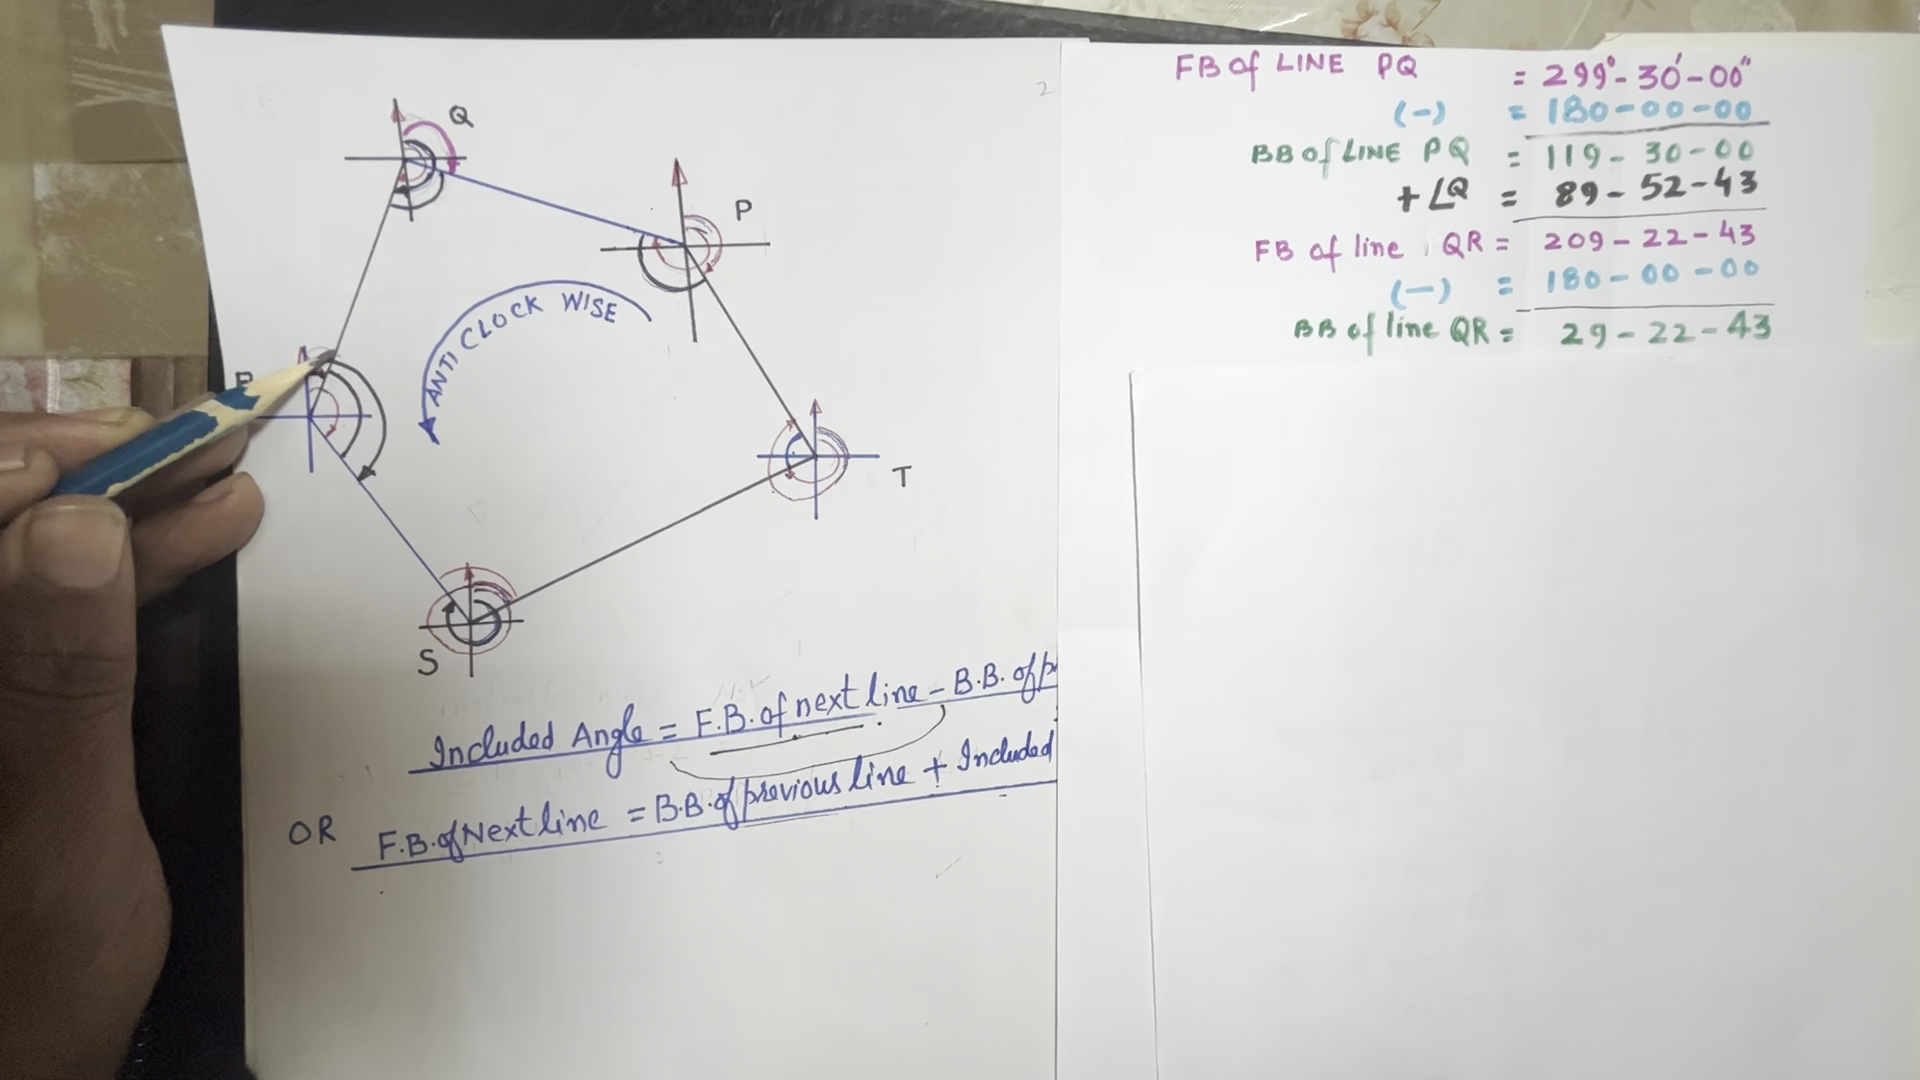 2
Q
P
ANTI CLOCK WISE
T
S
Included Angle = F.B. of next line - B.B. of
OR F.B. of Next line = B.B. of previous line + Included
FB of LINE PQ = 299°- 30'- 00"
(-) = 180-00-00
BB of LINE PQ = 119- 30-00
+∠Q = 89-52-43
FB of line QR = 209-22-43
(-) = 180-00-00
BB of line QR = 29-22-43